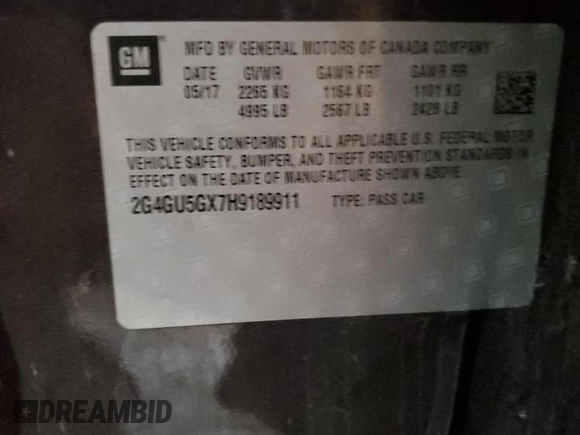 GM
MFD BY GENERAL MOTORS OF CANADA COMPANY
DATE GVWR GAWR FRT GAWR RR
05/17 2265 KG 1164 KG 1101 KG
4995 LB 2567 LB 2428 LB
THIS VEHICLE CONFORMS TO ALL APPLICABLE U.S. FEDERAL MOTOR
VEHICLE SAFETY, BUMPER, AND THEFT PREVENTION STANDARDS IN
EFFECT ON THE DATE OF MANUFACTURE SHOWN ABOVE.
2G4GU5GX7H9189911 TYPE: PASS CAR
DREAMBID